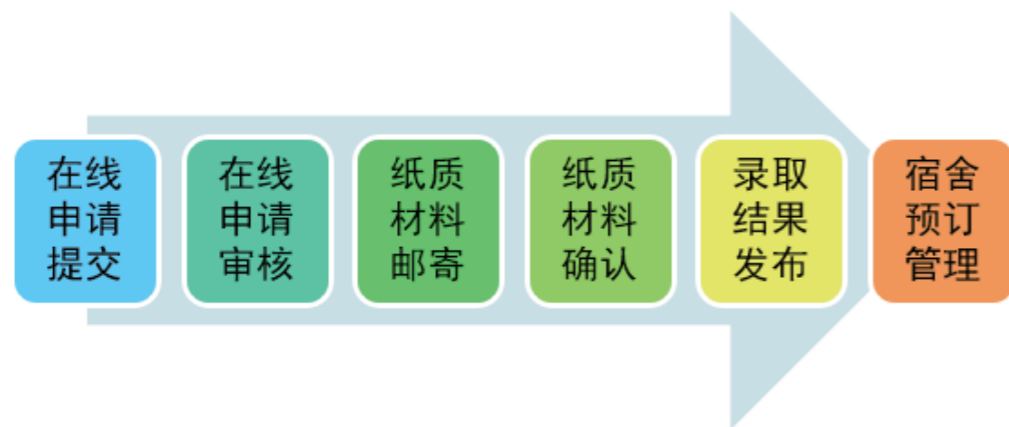 在线
申请
提交
在线
申请
审核
纸质
材料
邮寄
纸质
材料
确认
录取
结果
发布
宿舍
预订
管理